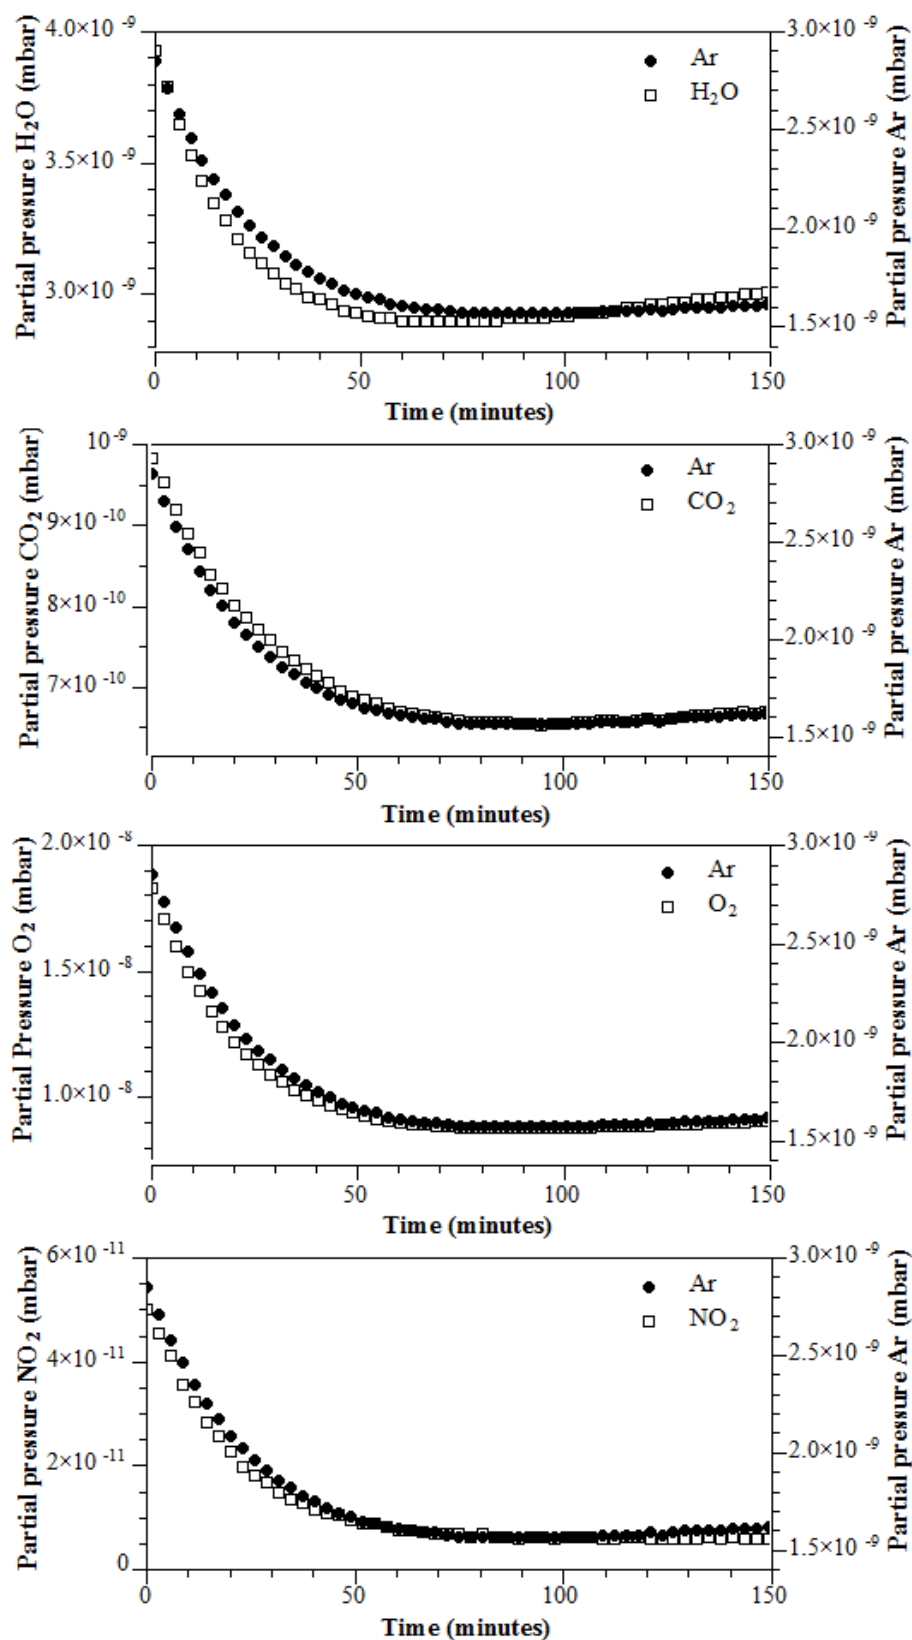 Partial pressure H₂O (mbar)
4.0×10 -9
3.5×10 -9
3.0×10 -9
Ar
H₂O
3.0×10 -9
2.5×10 -9
2.0×10 -9
1.5×10 -9
Partial pressure Ar (mbar)
0 50 100 150
Time (minutes)
Partial pressure CO₂ (mbar)
10 -9
9×10 -10
8×10 -10
7×10 -10
Ar
CO₂
3.0×10 -9
2.5×10 -9
2.0×10 -9
1.5×10 -9
Partial pressure Ar (mbar)
0 50 100 150
Time (minutes)
Partial Pressure O₂ (mbar)
2.0×10 -8
1.5×10 -8
1.0×10 -8
Ar
O₂
3.0×10 -9
2.5×10 -9
2.0×10 -9
1.5×10 -9
Partial pressure Ar (mbar)
0 50 100 150
Time (minutes)
Partial pressure NO₂ (mbar)
6×10 -11
4×10 -11
2×10 -11
0
Ar
NO₂
3.0×10 -9
2.5×10 -9
2.0×10 -9
1.5×10 -9
Partial pressure Ar (mbar)
0 50 100 150
Time (minutes)